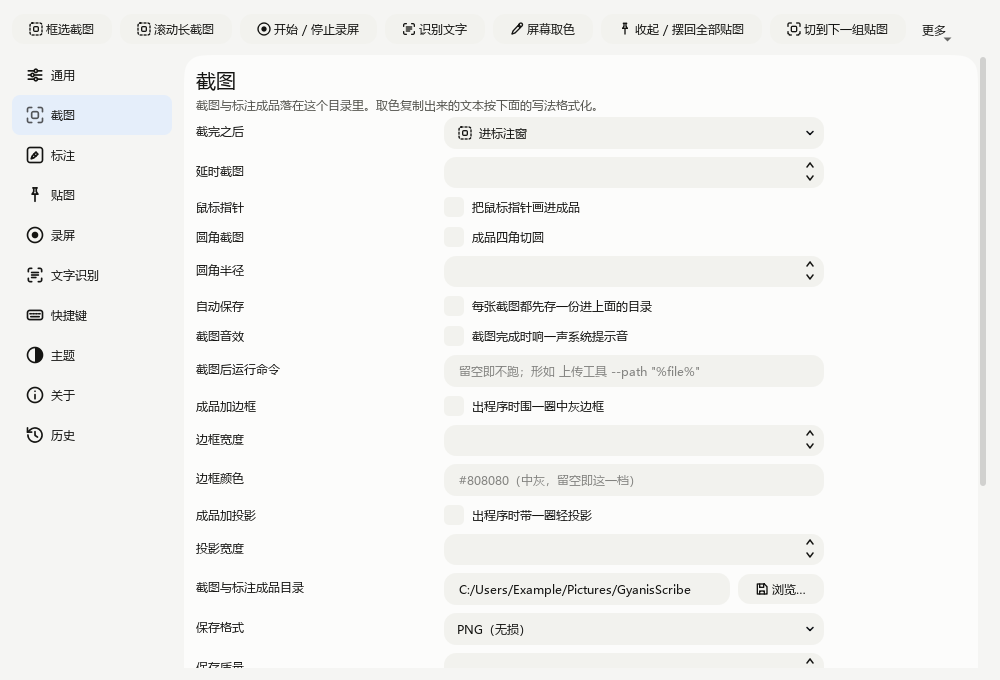 框选截图
滚动长截图
开始 / 停止录屏
识别文字
屏幕取色
收起 / 摆回全部贴图
切到下一组贴图
更多
通用
截图
标注
贴图
录屏
文字识别
快捷键
主题
关于
历史
截图
截图与标注成品落在这个目录里。取色复制出来的文本按下面的写法格式化。
截完之后
进标注窗
延时截图
鼠标指针
把鼠标指针画进成品
圆角截图
成品四角切圆
圆角半径
自动保存
每张截图都先存一份进上面的目录
截图音效
截图完成时响一声系统提示音
截图后运行命令
留空即不跑；形如 上传工具 --path "%file%"
成品加边框
出程序时围一圈中灰边框
边框宽度
边框颜色
#808080（中灰，留空即这一档）
成品加投影
出程序时带一圈轻投影
投影宽度
截图与标注成品目录
C:/Users/Example/Pictures/GyanisScribe
浏览...
保存格式
PNG（无损）
保存质量